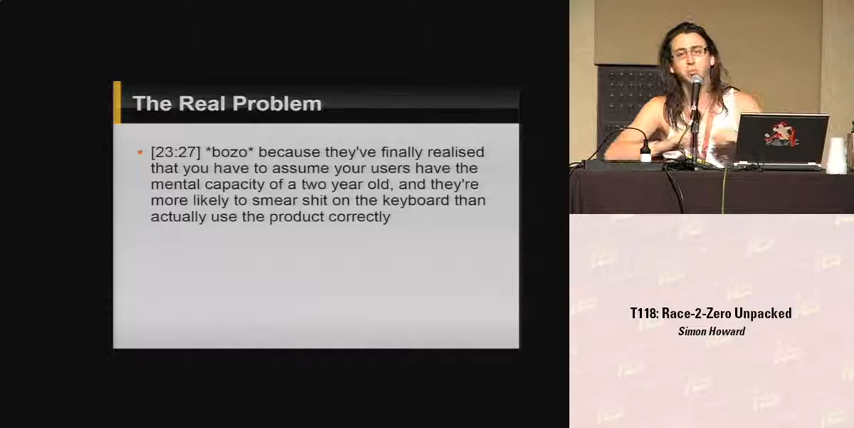 The Real Problem
[23:27] *bozo* because they've finally realised
that you have to assume your users have the
mental capacity of a two year old, and they're
more likely to smear shit on the keyboard than
actually use the product correctly
T118: Race-2-Zero Unpacked
Simon Howard